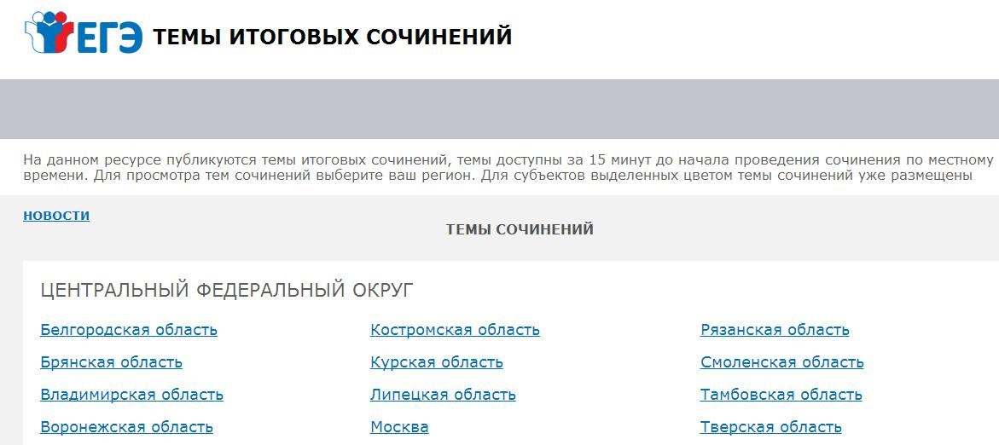 ЕГЭ ТЕМЫ ИТОГОВЫХ СОЧИНЕНИЙ
На данном ресурсе публикуются темы итоговых сочинений, темы доступны за 15 минут до начала проведения сочинения по местному
времени. Для просмотра тем сочинений выберите ваш регион. Для субъектов выделенных цветом темы сочинений уже размещены
НОВОСТИ
ТЕМЫ СОЧИНЕНИЙ
ЦЕНТРАЛЬНЫЙ ФЕДЕРАЛЬНЫЙ ОКРУГ
Белгородская область Костромская область Рязанская область
Брянская область Курская область Смоленская область
Владимирская область Липецкая область Тамбовская область
Воронежская область Москва Тверская область